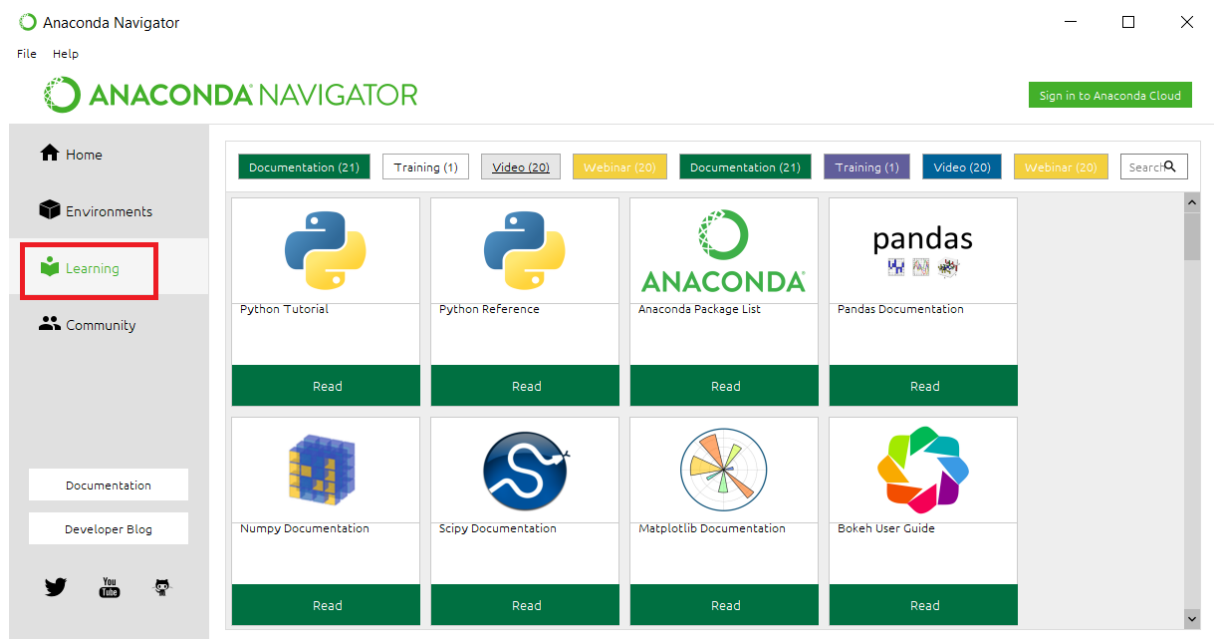 Anaconda Navigator
File Help
ANACONDA NAVIGATOR
Sign in to Anaconda Cloud
Home
Environments
Learning
Community
Documentation
Developer Blog
You Tube
Documentation (21) Training (1) Video (20) Webinar (20) Documentation (21) Training (1) Video (20) Webinar (20) Search
ANACONDA
pandas
Python Tutorial Python Reference Anaconda Package List Pandas Documentation
Read Read Read Read
Numpy Documentation Scipy Documentation Matplotlib Documentation Bokeh User Guide
Read Read Read Read